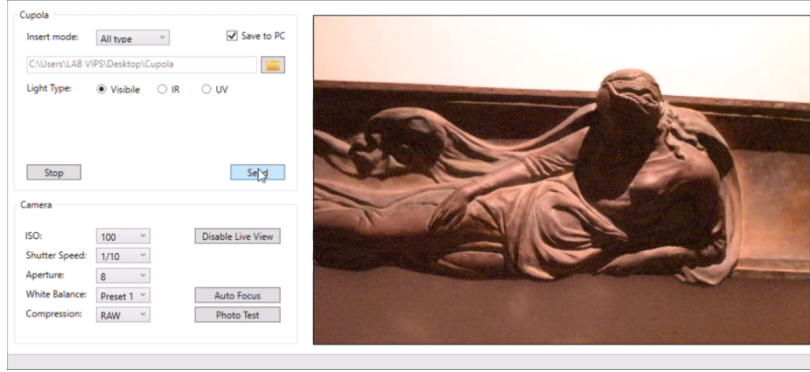 Cupola
Insert mode: All type Save to PC
C:\Users\LAB VIPS\Desktop\Cupola
Light Type: Visibile IR UV
Stop Send
Camera
ISO: 100 Disable Live View
Shutter Speed: 1/10
Aperture: 8
White Balance: Preset 1 Auto Focus
Compression: RAW Photo Test